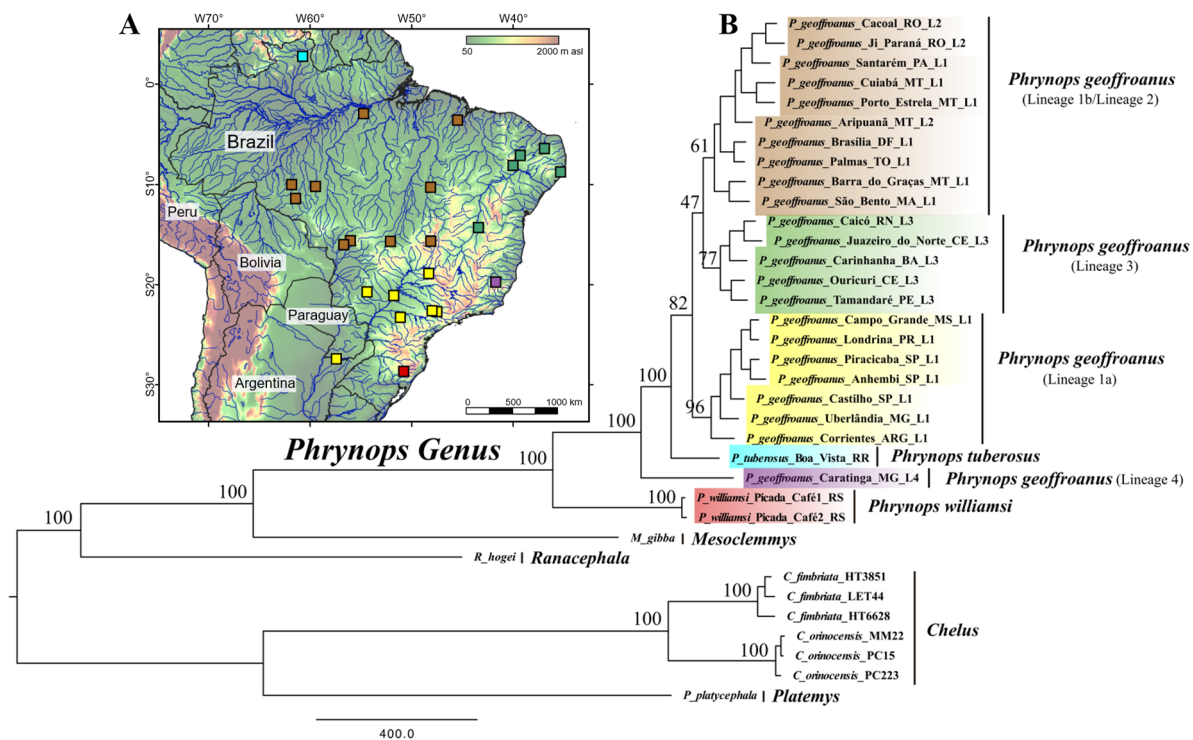 A
W70°
W60°
W50°
W40°
50
2000 m asl
0°
S10°
S20°
S30°
Brazil
Peru
Bolivia
Paraguay
Argentina
0
500
1000 km
B
P_geoffroanus_Cacoal_RO_L2
P_geoffroanus_Ji_Paraná_RO_L2
P_geoffroanus_Santarém_PA_L1
P_geoffroanus_Cuiabá_MT_L1
P_geoffroanus_Porto_Estrela_MT_L1
P_geoffroanus_Aripuanã_MT_L2
P_geoffroanus_Brasília_DF_L1
P_geoffroanus_Palmas_TO_L1
P_geoffroanus_Barra_do_Graças_MT_L1
P_geoffroanus_São_Bento_MA_L1
Phrynops geoffroanus
(Lineage 1b/Lineage 2)
P_geoffroanus_Caicó_RN_L3
P_geoffroanus_Juazeiro_do_Norte_CE_L3
P_geoffroanus_Carinhanha_BA_L3
P_geoffroanus_Ouricuri_CE_L3
P_geoffroanus_Tamandaré_PE_L3
Phrynops geoffroanus
(Lineage 3)
P_geoffroanus_Campo_Grande_MS_L1
P_geoffroanus_Londrina_PR_L1
P_geoffroanus_Piracicaba_SP_L1
P_geoffroanus_Anhembi_SP_L1
P_geoffroanus_Castilho_SP_L1
P_geoffroanus_Uberlândia_MG_L1
P_geoffroanus_Corrientes_ARG_L1
Phrynops geoffroanus
(Lineage 1a)
P_tuberosus_Boa_Vista_RR
Phrynops tuberosus
P_geoffroanus_Caratinga_MG_L4
Phrynops geoffroanus (Lineage 4)
P_williamsi_Picada_Café1_RS
P_williamsi_Picada_Café2_RS
Phrynops williamsi
M_gibba
Mesoclemmys
R_hogei
Ranacephala
C_fimbriata_HT3851
C_fimbriata_LET44
C_fimbriata_HT6628
C_orinocensis_MM22
C_orinocensis_PC15
C_orinocensis_PC223
Chelus
P_platycephala
Platemys
Phrynops Genus
61
47
77
82
96
100
100
100
100
100
100
100
100
400.0